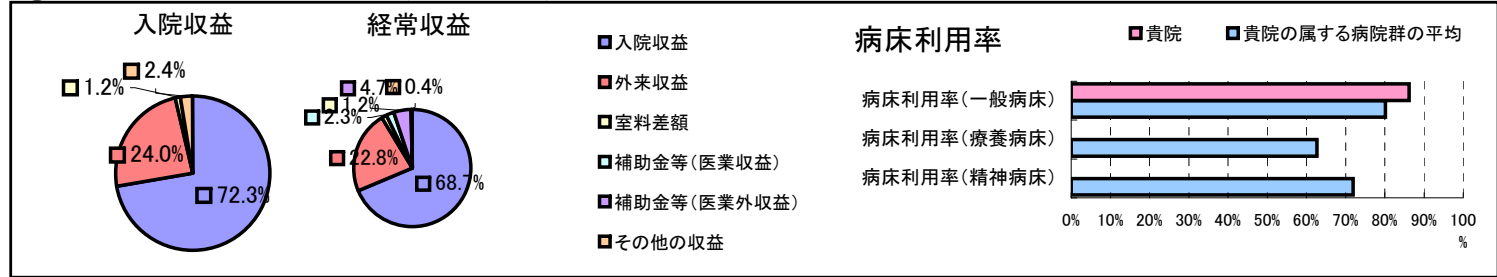 入院収益
2.4%
1.2%
24.0%
72.3%
経常収益
4.7%
0.4%
1.2%
2.3%
22.8%
68.7%
入院収益
外来収益
室料差額
補助金等(医業収益)
補助金等(医業外収益)
その他の収益
病床利用率
貴院
貴院の属する病院群の平均
病床利用率(一般病床)
病床利用率(療養病床)
病床利用率(精神病床)
0% 10% 20% 30% 40% 50% 60% 70% 80% 90% 100
%